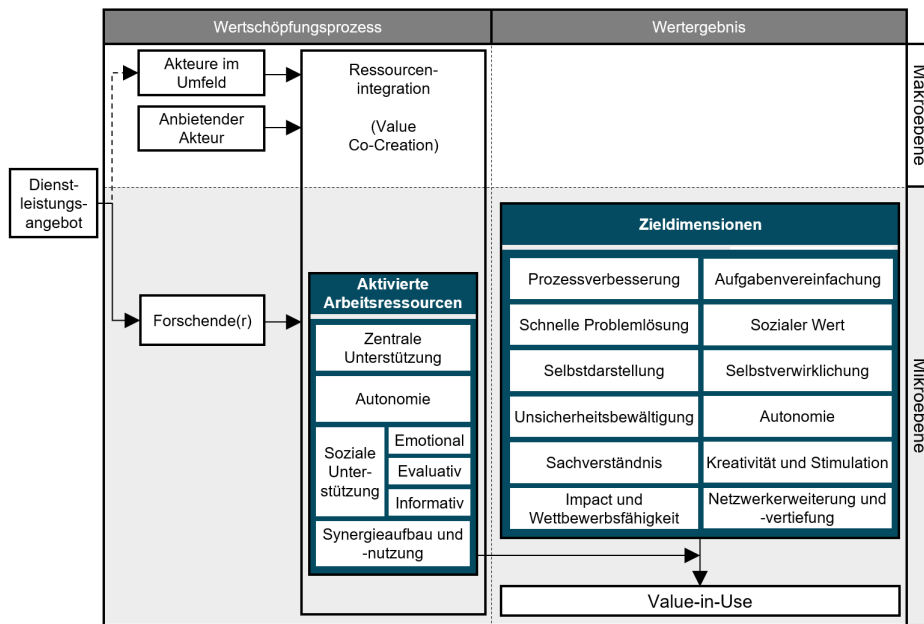 Wertschöpfungsprozess
Wertergebnis
Akteure im
Umfeld
Anbietender
Akteur
Ressourcen-
integration
(Value
Co-Creation)
Makroebene
Dienst-
leistungs-
angebot
Forschende(r)
Aktivierte
Arbeitsressourcen
Zentrale
Unterstützung
Autonomie
Soziale
Unter-
stützung
Emotional
Evaluativ
Informativ
Synergieaufbau und
-nutzung
Zieldimensionen
Prozessverbesserung
Aufgabenvereinfachung
Schnelle Problemlösung
Sozialer Wert
Selbstdarstellung
Selbstverwirklichung
Unsicherheitsbewältigung
Autonomie
Sachverständnis
Kreativität und Stimulation
Impact und
Wettbewerbsfähigkeit
Netzwerkerweiterung und
-vertiefung
Value-in-Use
Mikroebene